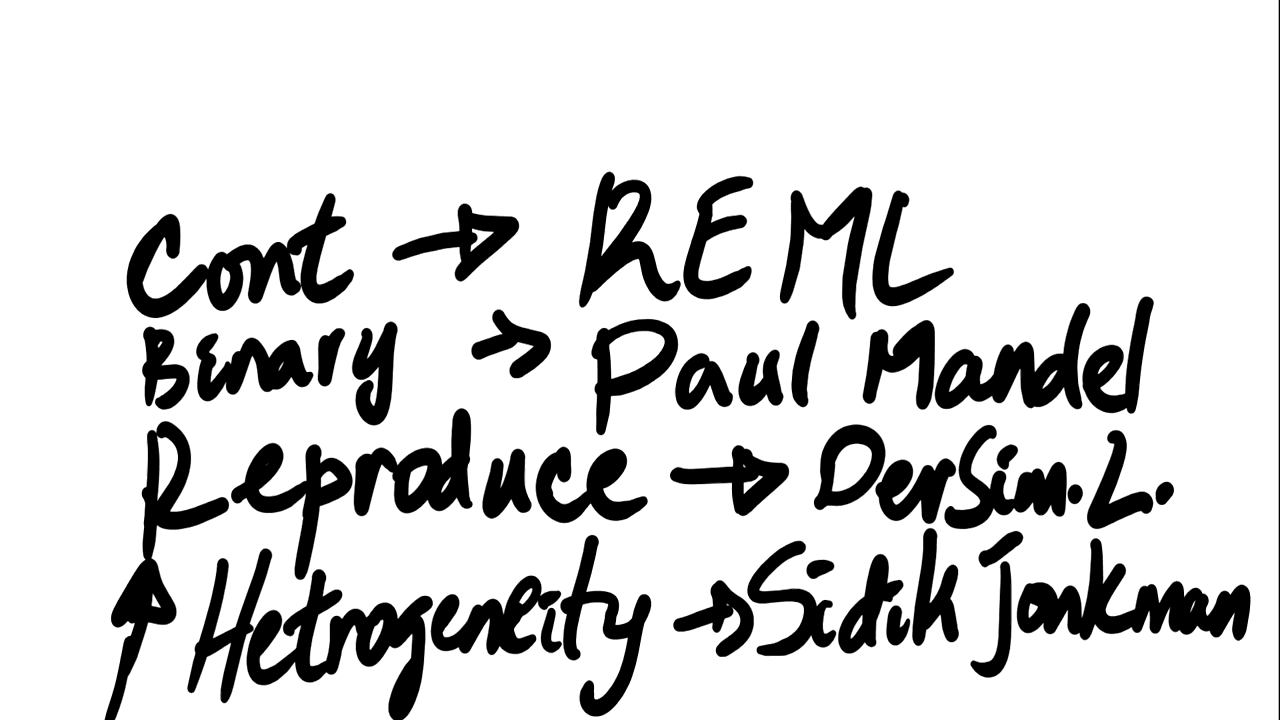 Cont → REML
Binary → Paul Mandel
Reproduce → DerSim. L.
↑ Hetrogeneity → Sidik Jonkman